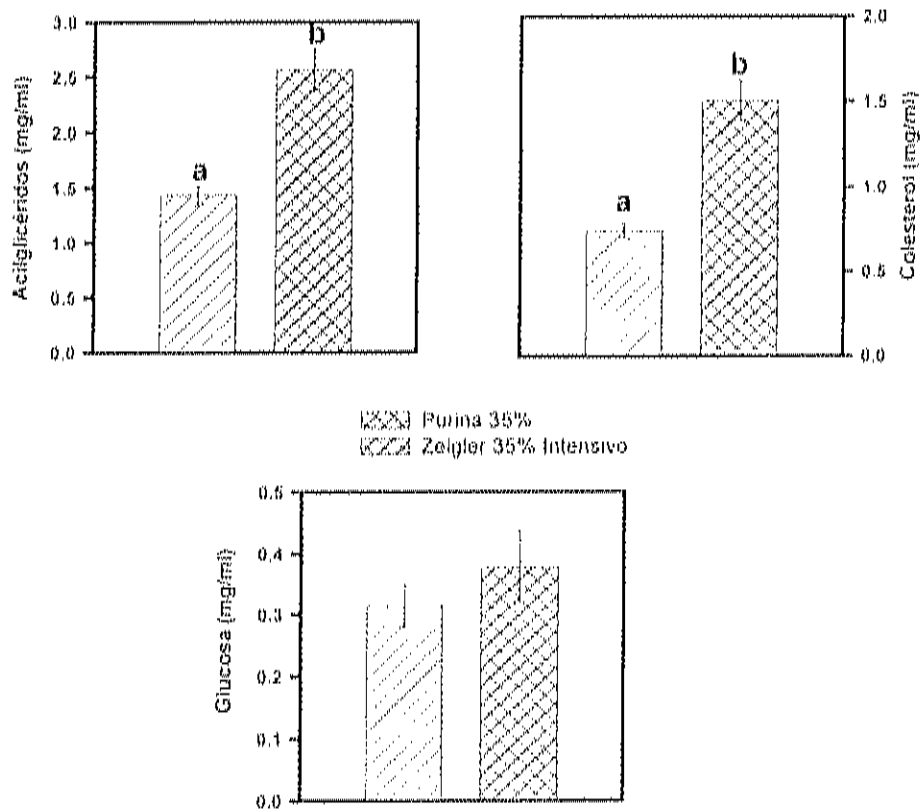 Acilglicéridos (mg/ml)
3.0
2.5
2.0
1.5
1.0
0.5
0.0
a
b
Colesterol (mg/ml)
2.0
1.5
1.0
0.5
0.0
a
b
Purina 35%
Zeigler 35% Intensivo
Glucosa (mg/ml)
0.5
0.4
0.3
0.2
0.1
0.0